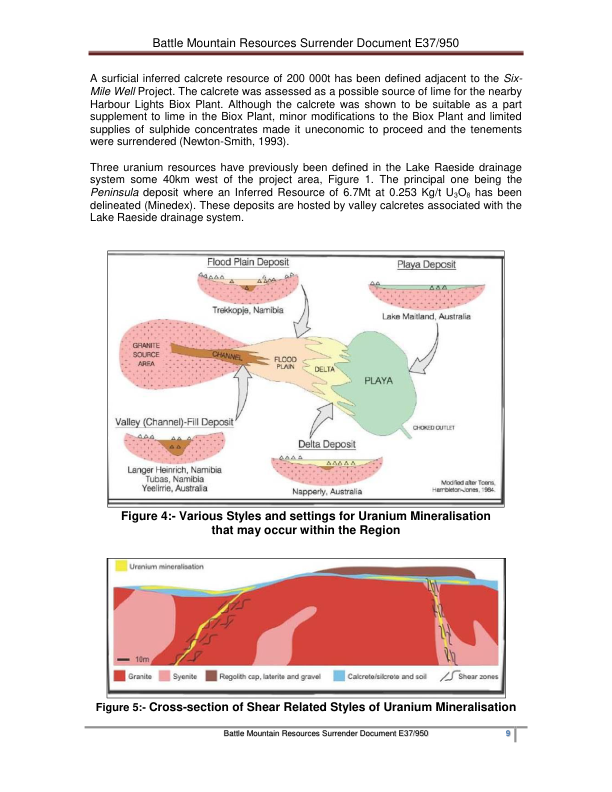 Battle Mountain Resources Surrender Document E37/950
A surficial inferred calcrete resource of 200 000t has been defined adjacent to the Six-
Mile Well Project. The calcrete was assessed as a possible source of lime for the nearby
Harbour Lights Biox Plant. Although the calcrete was shown to be suitable as a part
supplement to lime in the Biox Plant, minor modifications to the Biox Plant and limited
supplies of sulphide concentrates made it uneconomic to proceed and the tenements
were surrendered (Newton-Smith, 1993).
Three uranium resources have previously been defined in the Lake Raeside drainage
system some 40km west of the project area, Figure 1. The principal one being the
Peninsula deposit where an Inferred Resource of 6.7Mt at 0.253 Kg/t U₃O₈ has been
delineated (Minedex). These deposits are hosted by valley calcretes associated with the
Lake Raeside drainage system.
Flood Plain Deposit
Trekkopje, Namibia
Playa Deposit
Lake Maitland, Australia
GRANITE
SOURCE
AREA
CHANNEL
FLOOD
PLAIN
DELTA
PLAYA
CHOKED OUTLET
Valley (Channel)-Fill Deposit
Langer Heinrich, Namibia
Tubas, Namibia
Yeelirrie, Australia
Delta Deposit
Napperly, Australia
Modified after Toens,
Hambleton-Jones, 1984.
Figure 4:- Various Styles and settings for Uranium Mineralisation
that may occur within the Region
Uranium mineralisation
10m
Granite
Syenite
Regolith cap, laterite and gravel
Calcrete/silcrete and soil
Shear zones
Figure 5:- Cross-section of Shear Related Styles of Uranium Mineralisation
Battle Mountain Resources Surrender Document E37/950
9